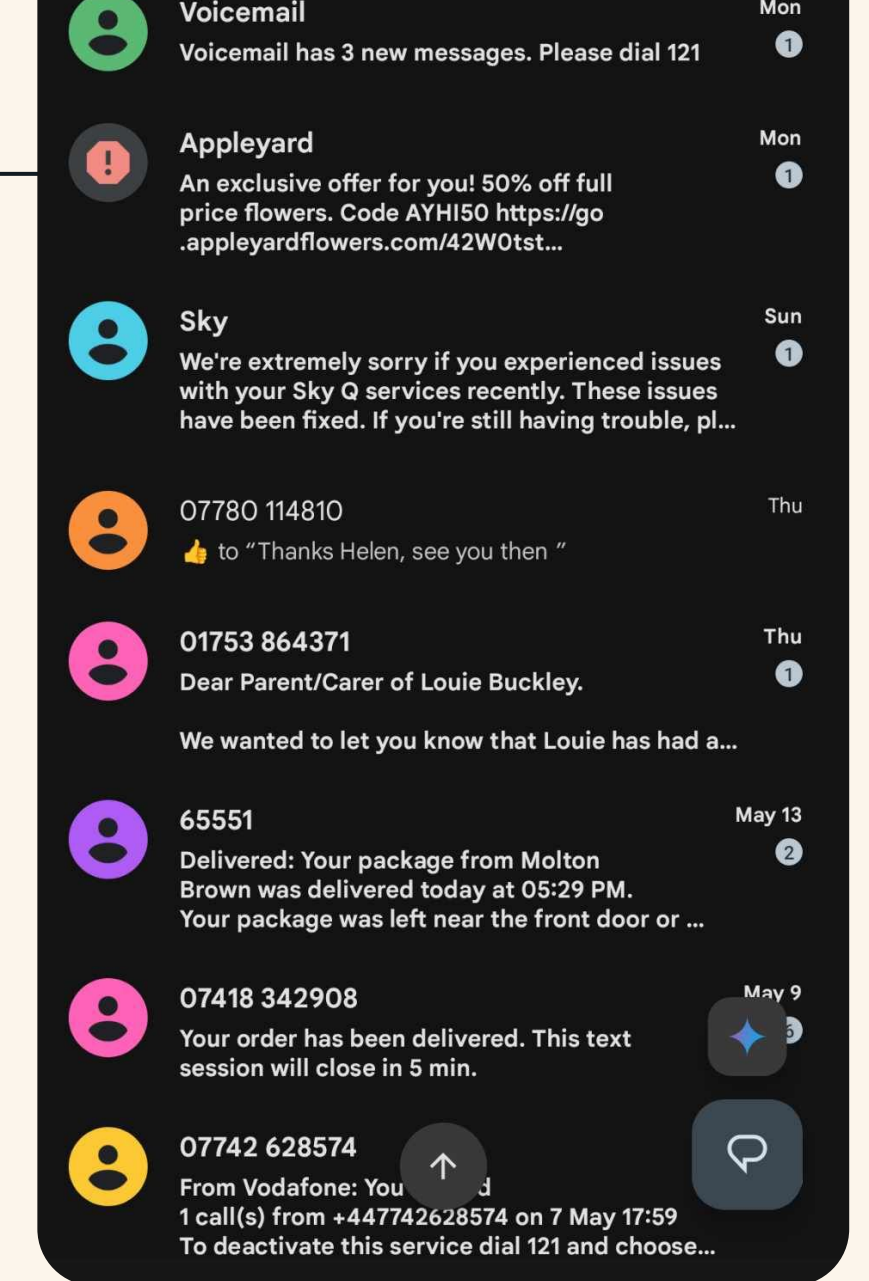 Voicemail
Mon
Voicemail has 3 new messages. Please dial 121
1
Appleyard
Mon
An exclusive offer for you! 50% off full
1
price flowers. Code AYHI50 https://go
.appleyardflowers.com/42W0tst...
Sky
Sun
We're extremely sorry if you experienced issues
1
with your Sky Q services recently. These issues
have been fixed. If you're still having trouble, pl...
07780 114810
Thu
👍 to “Thanks Helen, see you then ”
01753 864371
Thu
Dear Parent/Carer of Louie Buckley.
1
We wanted to let you know that Louie has had a...
65551
May 13
Delivered: Your package from Molton
2
Brown was delivered today at 05:29 PM.
Your package was left near the front door or ...
07418 342908
May 9
Your order has been delivered. This text
6
session will close in 5 min.
07742 628574
From Vodafone: You
1 call(s) from +447742628574 on 7 May 17:59
To deactivate this service dial 121 and choose...